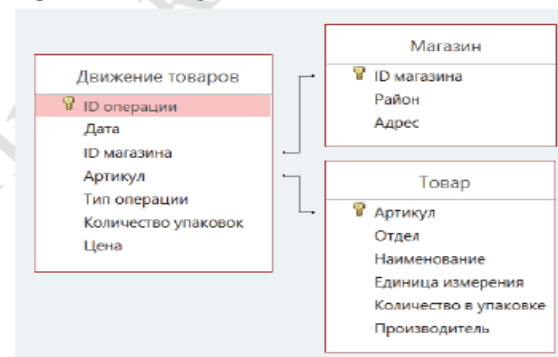 Движение товаров
ID операции
Дата
ID магазина
Артикул
Тип операции
Количество упаковок
Цена
Магазин
ID магазина
Район
Адрес
Товар
Артикул
Отдел
Наименование
Единица измерения
Количество в упаковке
Производитель